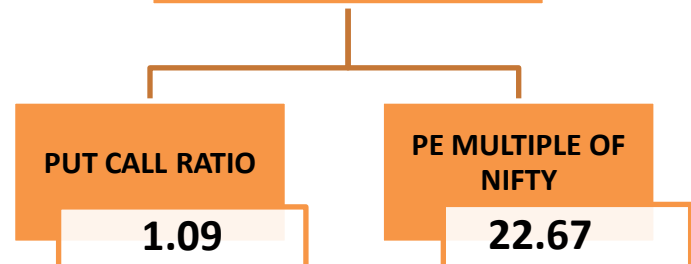 PUT CALL RATIO
1.09
PE MULTIPLE OF
NIFTY
22.67